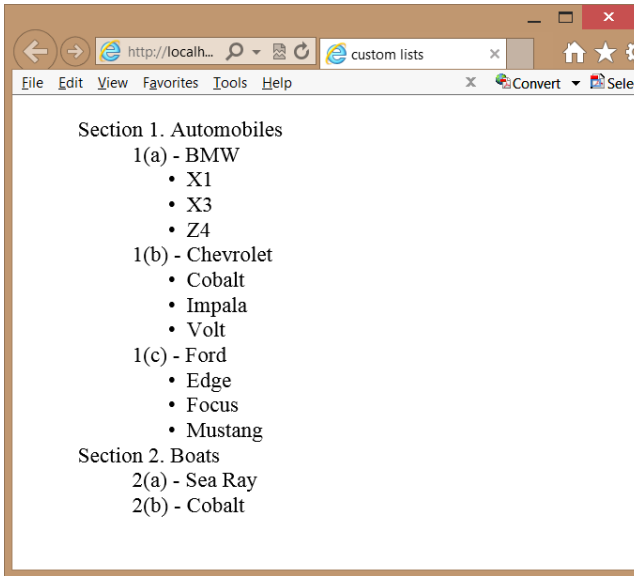 http://localh...
custom lists
File Edit View Favorites Tools Help
x Convert Sele
Section 1. Automobiles
1(a) - BMW
• X1
• X3
• Z4
1(b) - Chevrolet
• Cobalt
• Impala
• Volt
1(c) - Ford
• Edge
• Focus
• Mustang
Section 2. Boats
2(a) - Sea Ray
2(b) - Cobalt